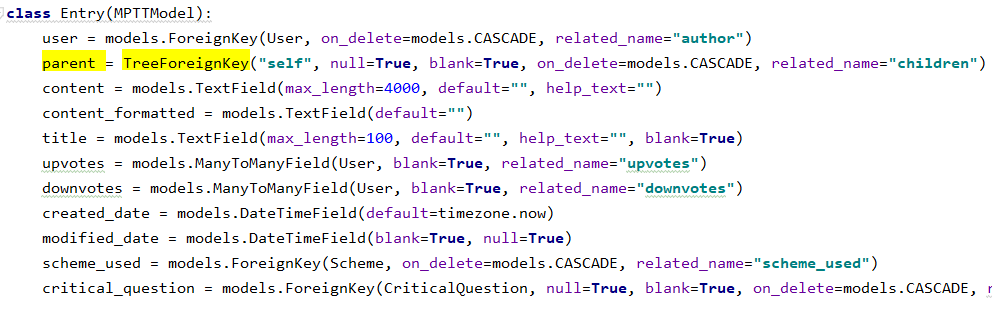 class Entry(MPTTModel):
    user = models.ForeignKey(User, on_delete=models.CASCADE, related_name="author")
    parent = TreeForeignKey("self", null=True, blank=True, on_delete=models.CASCADE, related_name="children")
    content = models.TextField(max_length=4000, default="", help_text="")
    content_formatted = models.TextField(default="")
    title = models.TextField(max_length=100, default="", help_text="", blank=True)
    upvotes = models.ManyToManyField(User, blank=True, related_name="upvotes")
    downvotes = models.ManyToManyField(User, blank=True, related_name="downvotes")
    created_date = models.DateTimeField(default=timezone.now)
    modified_date = models.DateTimeField(blank=True, null=True)
    scheme_used = models.ForeignKey(Scheme, on_delete=models.CASCADE, related_name="scheme_used")
    critical_question = models.ForeignKey(CriticalQuestion, null=True, blank=True, on_delete=models.CASCADE,